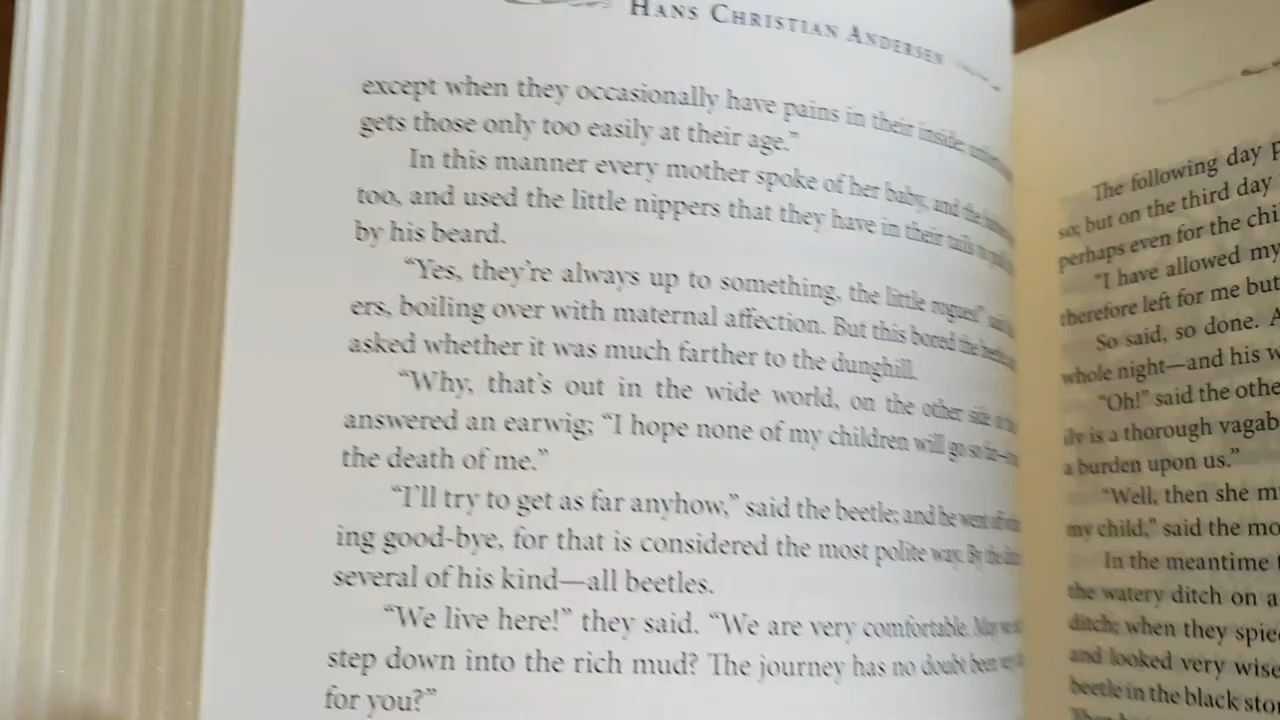 HANS CHRISTIAN ANDERSEN
except when they occasionally have pains in their inside;
gets those only too easily at their age.”
In this manner every mother spoke of her baby, and the
too, and used the little nippers that they have in their tails to
by his beard.
“Yes, they’re always up to something, the little rogues!”
ers, boiling over with maternal affection. But this bored the
asked whether it was much farther to the dunghill.
“Why, that’s out in the wide world, on the other side of
answered an earwig; “I hope none of my children will go so
the death of me.”
“I’ll try to get as far anyhow,” said the beetle; and he went off
ing good-bye, for that is considered the most polite way. By the
several of his kind—all beetles.
“We live here!” they said. “We are very comfortable. May we
step down into the rich mud? The journey has no doubt been
for you?”
The following day
so; but on the third day
perhaps even for the
“I have allowed my
therefore left for me but
So said, so done.
whole night—and his
“Oh!” said the
is a thorough
a burden upon us.”
“Well, then she
my child,” said the
In the meantime
the watery ditch on a
ditch; when they
and looked very wise
beetle in the black